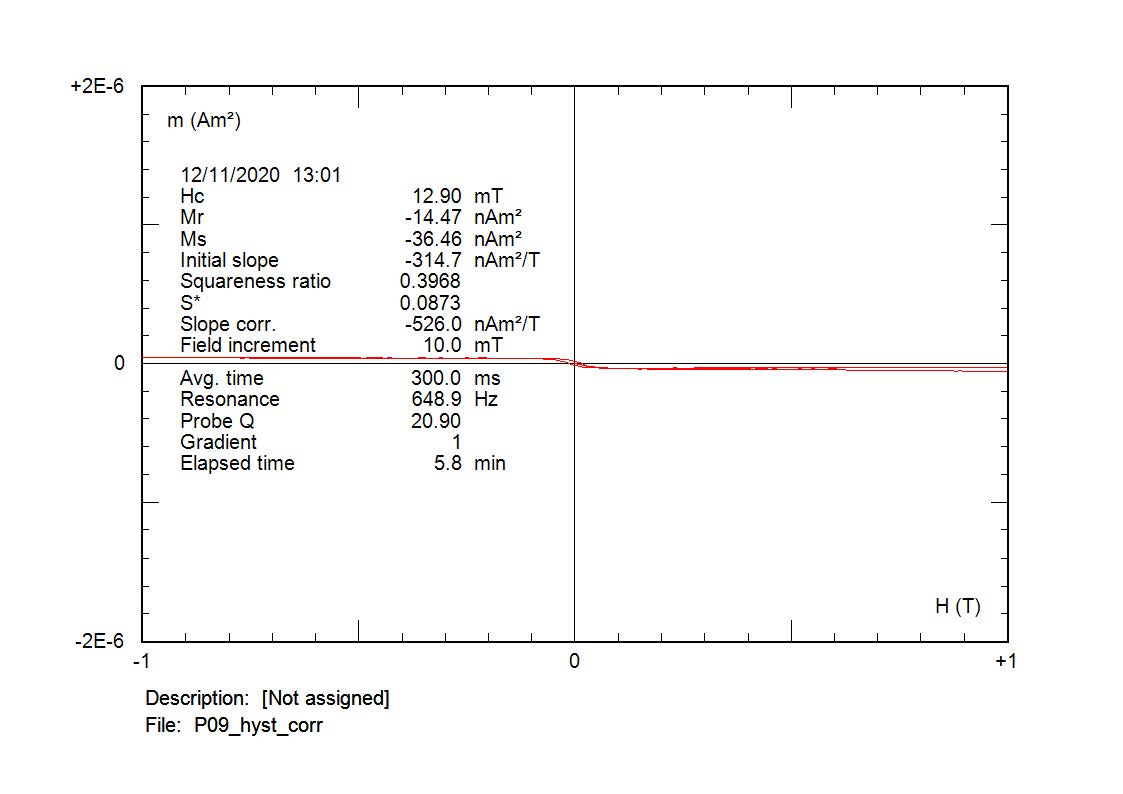 +2E-6
m (Am²)
12/11/2020 13:01
Hc 12.90 mT
Mr -14.47 nAm²
Ms -36.46 nAm²
Initial slope -314.7 nAm²/T
Squareness ratio 0.3968
S* 0.0873
Slope corr. -526.0 nAm²/T
Field increment 10.0 mT
0
Avg. time 300.0 ms
Resonance 648.9 Hz
Probe Q 20.90
Gradient 1
Elapsed time 5.8 min
H (T)
-2E-6
-1 0 +1
Description: [Not assigned]
File: P09_hyst_corr